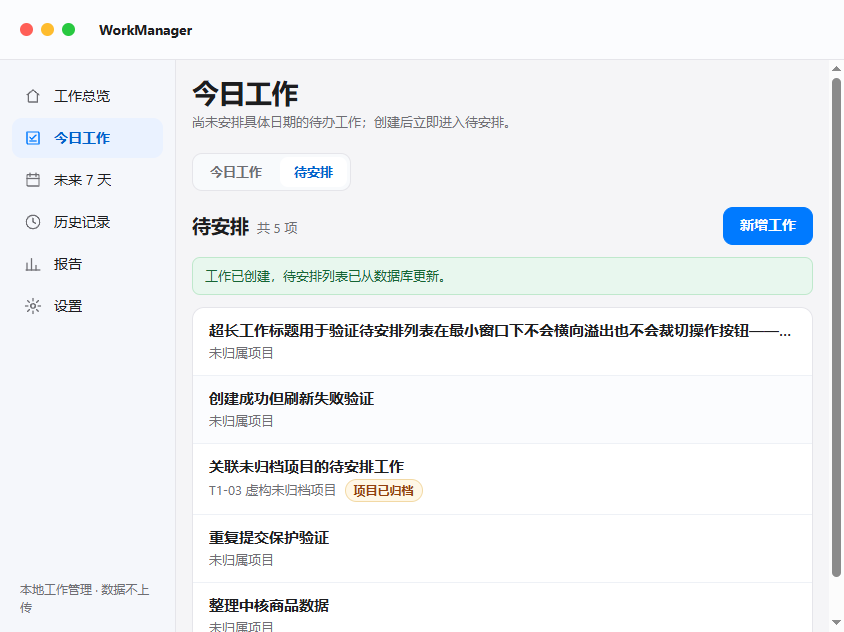 WorkManager
工作总览
今日工作
未来 7 天
历史记录
报告
设置
本地工作管理 · 数据不上
传
今日工作
尚未安排具体日期的待办工作；创建后立即进入待安排。
今日工作 待安排
待安排 共 5 项
新增工作
工作已创建，待安排列表已从数据库更新。
超长工作标题用于验证待安排列表在最小窗口下不会横向溢出也不会裁切操作按钮——...
未归属项目
创建成功但刷新失败验证
未归属项目
关联未归档项目的待安排工作
T1-03 虚构未归档项目 项目已归档
重复提交保护验证
未归属项目
整理中核商品数据
未归属项目